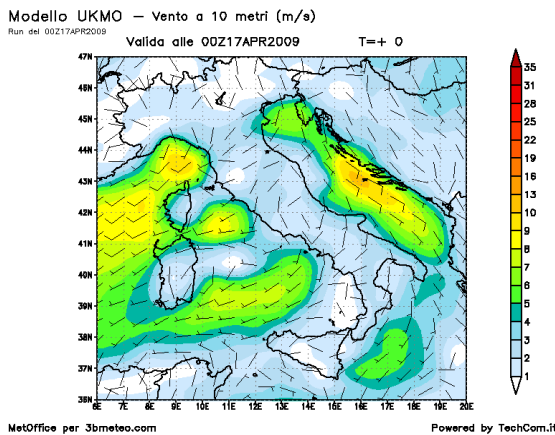 Modello UKMO – Vento a 10 metri (m/s)
Run del 00Z17APR2009
Valida alle 00Z17APR2009 T=+ 0
47N
46N
45N
44N
43N
42N
41N
40N
39N
38N
37N
36N
6E 7E 8E 9E 10E 11E 12E 13E 14E 15E 16E 17E 18E 19E 20E
35
31
28
25
22
19
16
13
10
9
8
7
6
5
4
3
2
1
MetOffice per 3bmeteo.com
Powered by TechCom.it